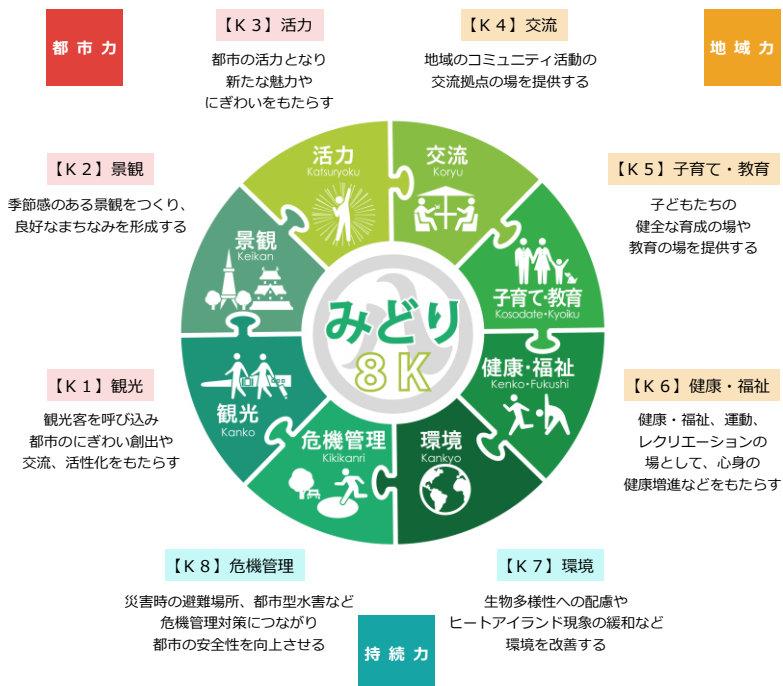 都市力
【K3】活力
都市の活力となり
新たな魅力や
にぎわいをもたらす
【K4】交流
地域のコミュニティ活動の
交流拠点の場を提供する
地域力
【K2】景観
季節感のある景観をつくり、
良好なまちなみを形成する
【K5】子育て・教育
子どもたちの
健全な育成の場や
教育の場を提供する
活力
Katsuryoku
交流
Koryu
景観
Keikan
子育て・教育
Kosodate・Kyoiku
みどり
8K
観光
Kanko
健康・福祉
Kenko・Fukushi
危機管理
Kikikanri
環境
Kankyo
【K1】観光
観光客を呼び込み
都市のにぎわい創出や
交流、活性化をもたらす
【K6】健康・福祉
健康・福祉、運動、
レクリエーションの
場として、心身の
健康増進などをもたらす
【K8】危機管理
災害時の避難場所、都市型水害など
危機管理対策につながり
都市の安全性を向上させる
【K7】環境
生物多様性への配慮や
ヒートアイランド現象の緩和など
環境を改善する
持続力